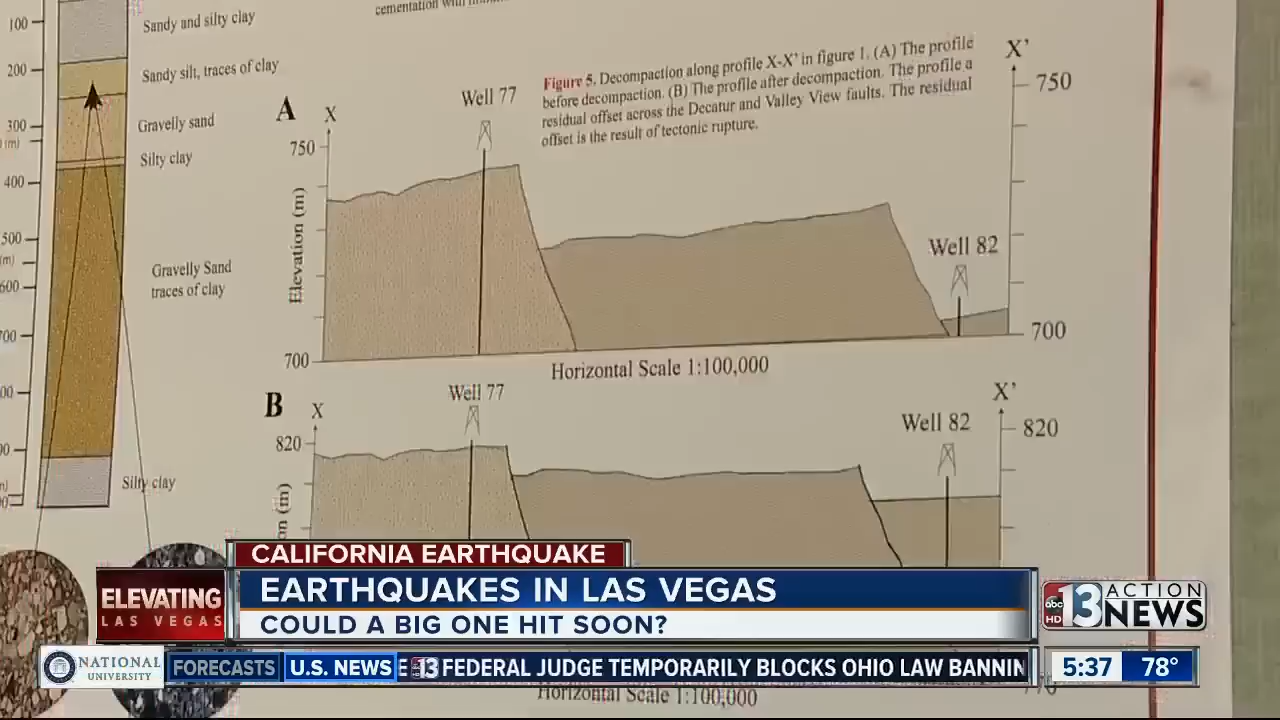 cementation with
100
Sandy and silty clay
200
Sandy silt, traces of clay
300
(m)
Gravelly sand
Silty clay
400
500
(m)
Gravelly Sand
traces of clay
600
700
Silty clay
Figure 5. Decompaction along profile X-X' in figure 1. (A) The profile
before decompaction. (B) The profile after decompaction. The profile a
residual offset across the Decatur and Valley View faults. The residual
offset is the result of tectonic rupture.
A
X
X'
Well 77
750
750
Elevation (m)
Well 82
700
700
Horizontal Scale 1:100,000
B
X
X'
Well 77
Well 82
820
820
on (m)
CALIFORNIA EARTHQUAKE
ELEVATING
LAS VEGAS
EARTHQUAKES IN LAS VEGAS
COULD A BIG ONE HIT SOON?
abc
HD
13 ACTION
NEWS
NATIONAL
UNIVERSITY
FORECASTS
U.S. NEWS
E 13 FEDERAL JUDGE TEMPORARILY BLOCKS OHIO LAW BANNIN
5:37
78°
Horizontal Scale 1:100,000